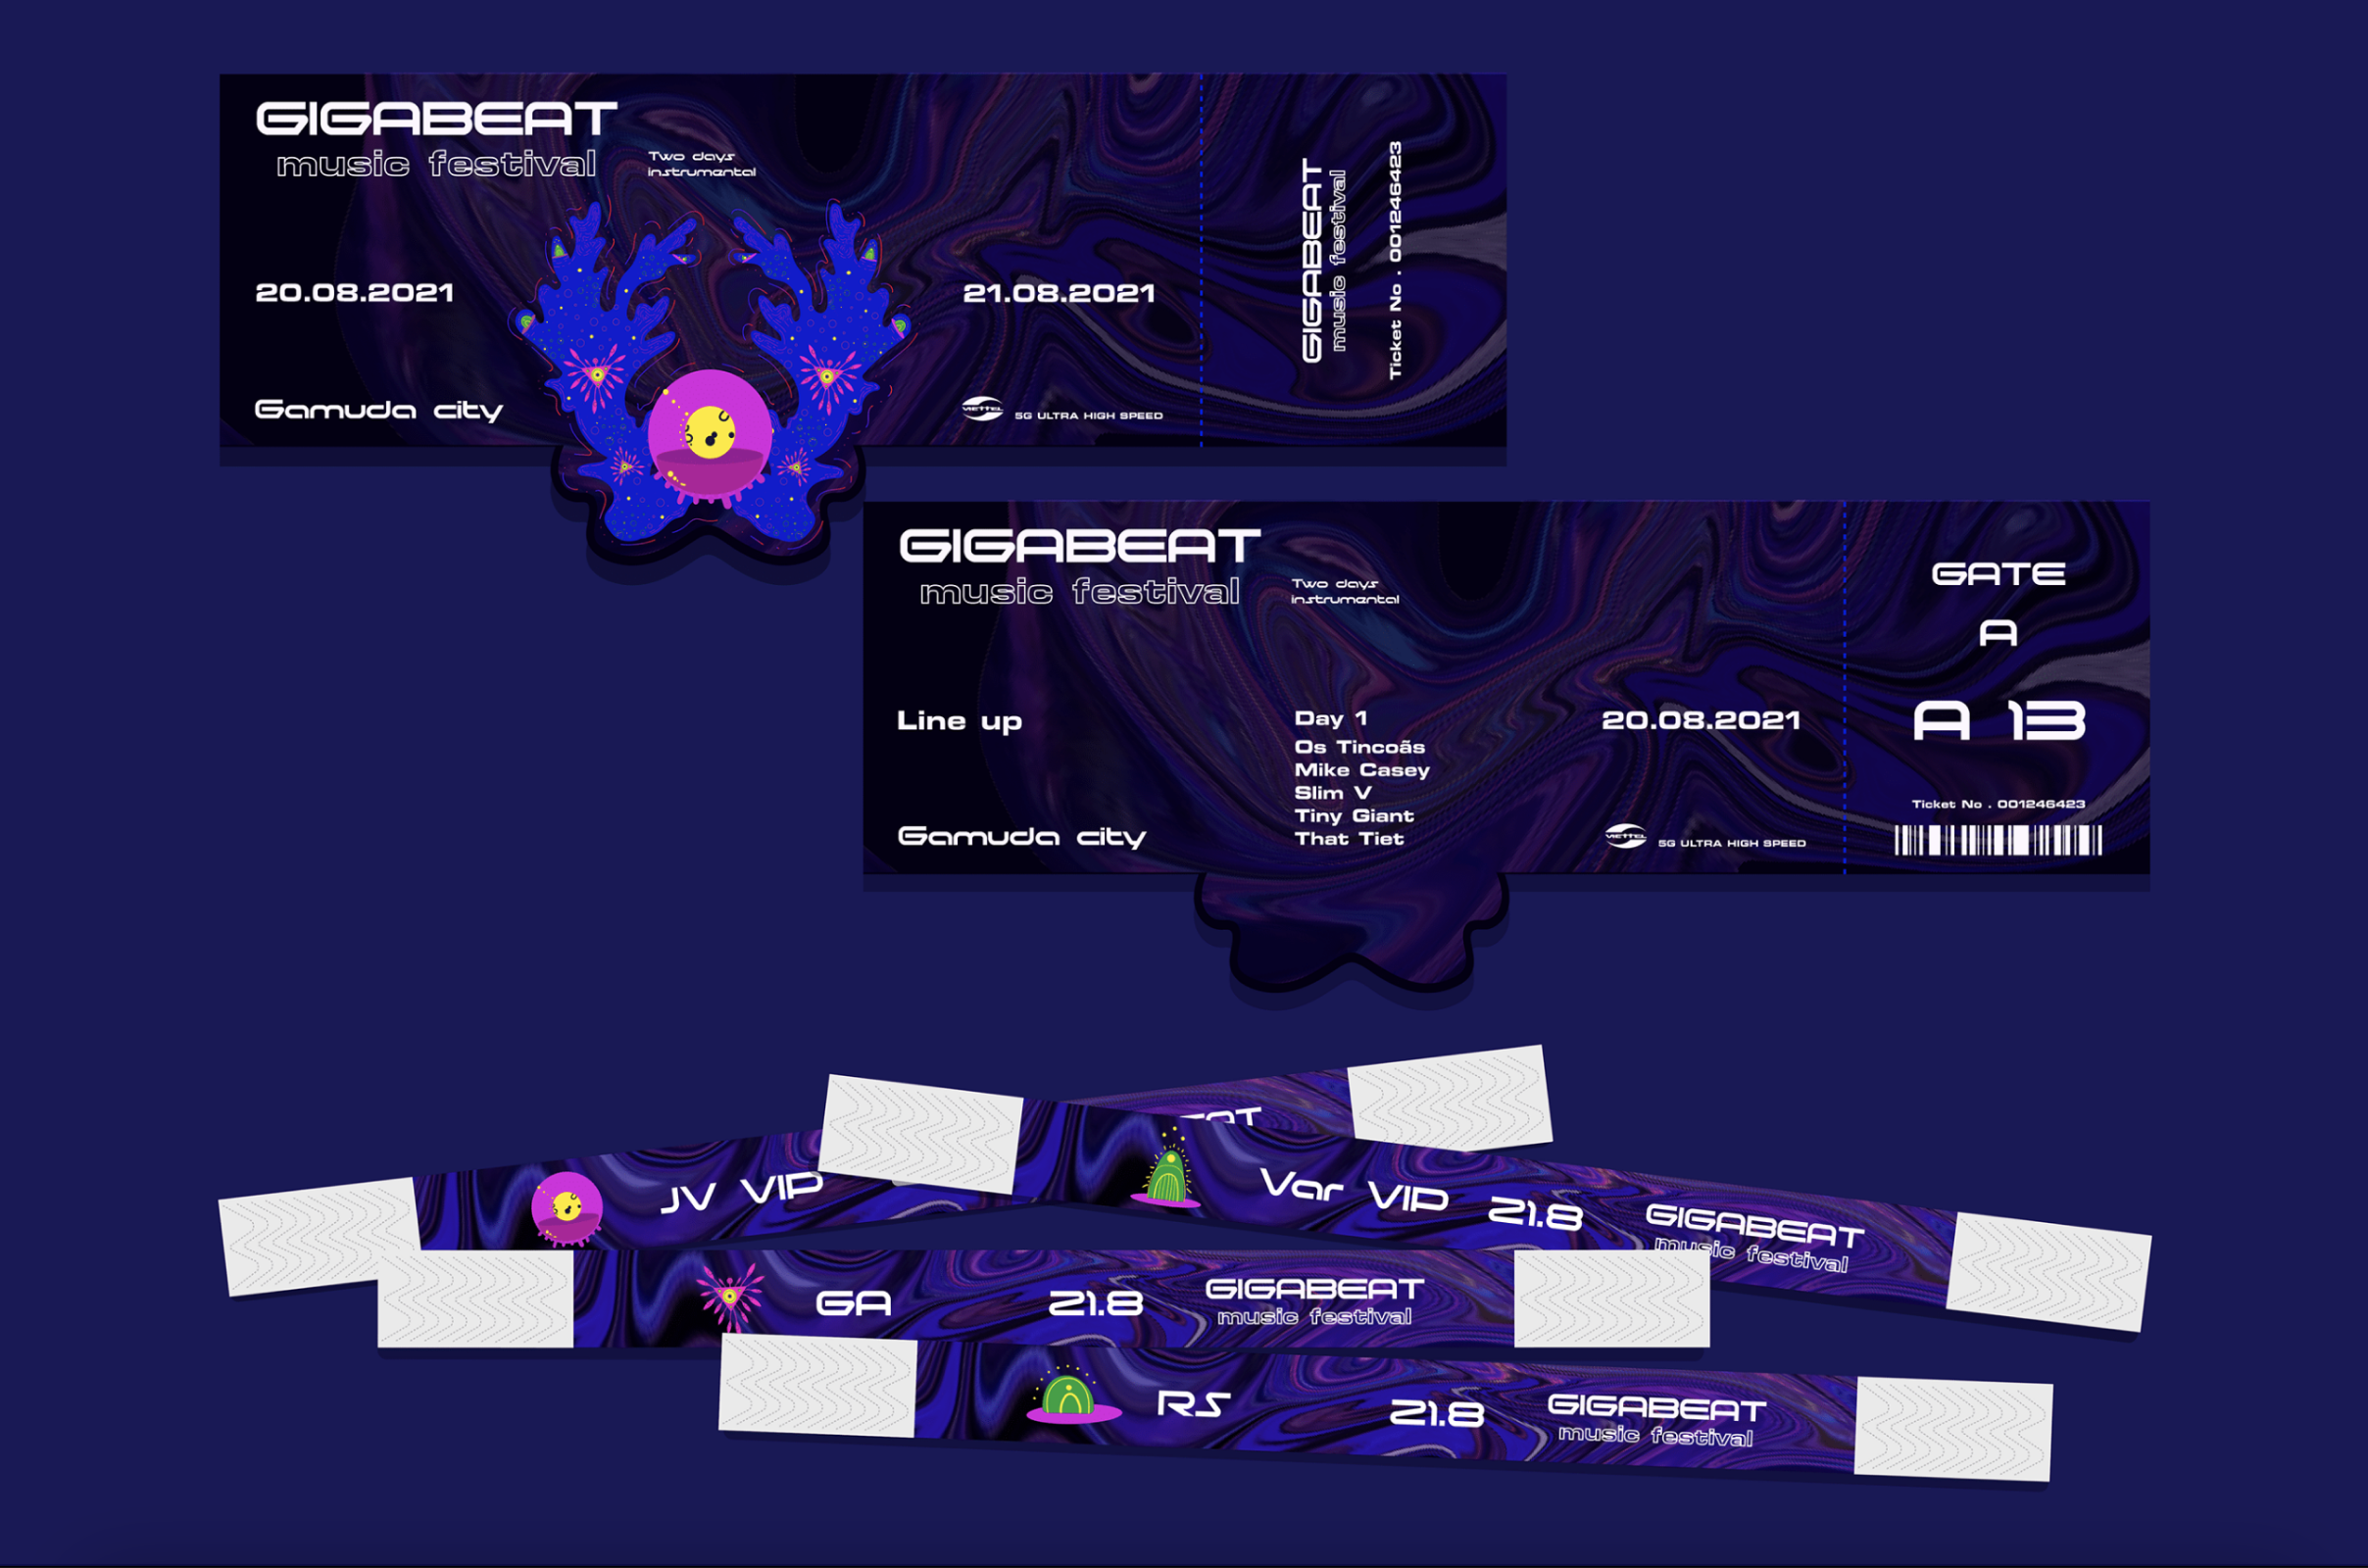 GIGABEAT
music festival
Two days
instrumental
20.08.2021
21.08.2021
Gamuda city
VIETTEL
5G ULTRA HIGH SPEED
GIGABEAT
music festival
Ticket No . 001246423
GIGABEAT
music festival
Two days
instrumental
Line up
Day 1
Os Tincoãs
Mike Casey
Slim V
Tiny Giant
That Tiet
20.08.2021
Gamuda city
VIETTEL
5G ULTRA HIGH SPEED
GATE
A
A 13
Ticket No . 001246423
JV VIP
Var VIP
21.8
GIGABEAT
music festival
GA
21.8
GIGABEAT
music festival
RS
21.8
GIGABEAT
music festival